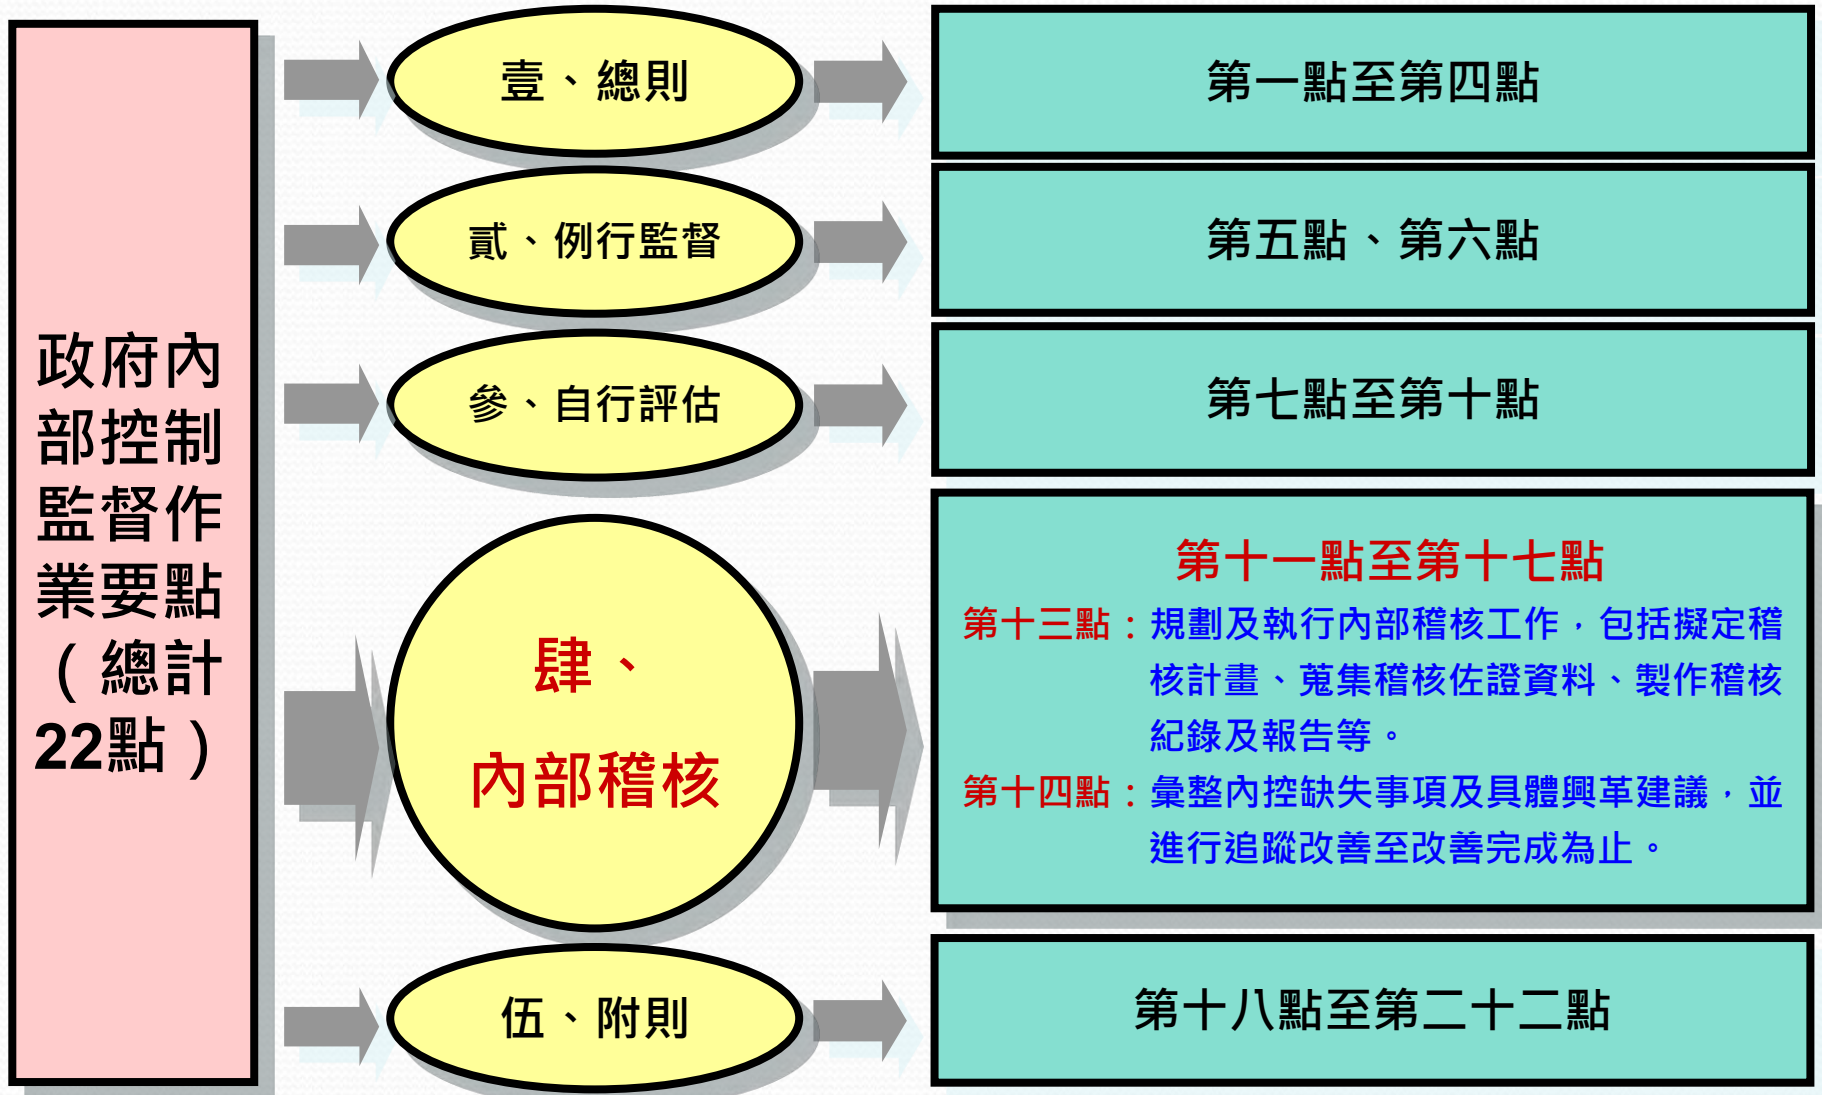 政府內
部控制
監督作
業要點
（總計
22點）
壹、總則
第一點至第四點
貳、例行監督
第五點、第六點
參、自行評估
第七點至第十點
肆、
內部稽核
第十一點至第十七點
第十三點：規劃及執行內部稽核工作，包括擬定稽
核計畫、蒐集稽核佐證資料、製作稽核
紀錄及報告等。
第十四點：彙整內控缺失事項及具體興革建議，並
進行追蹤改善至改善完成為止。
伍、附則
第十八點至第二十二點